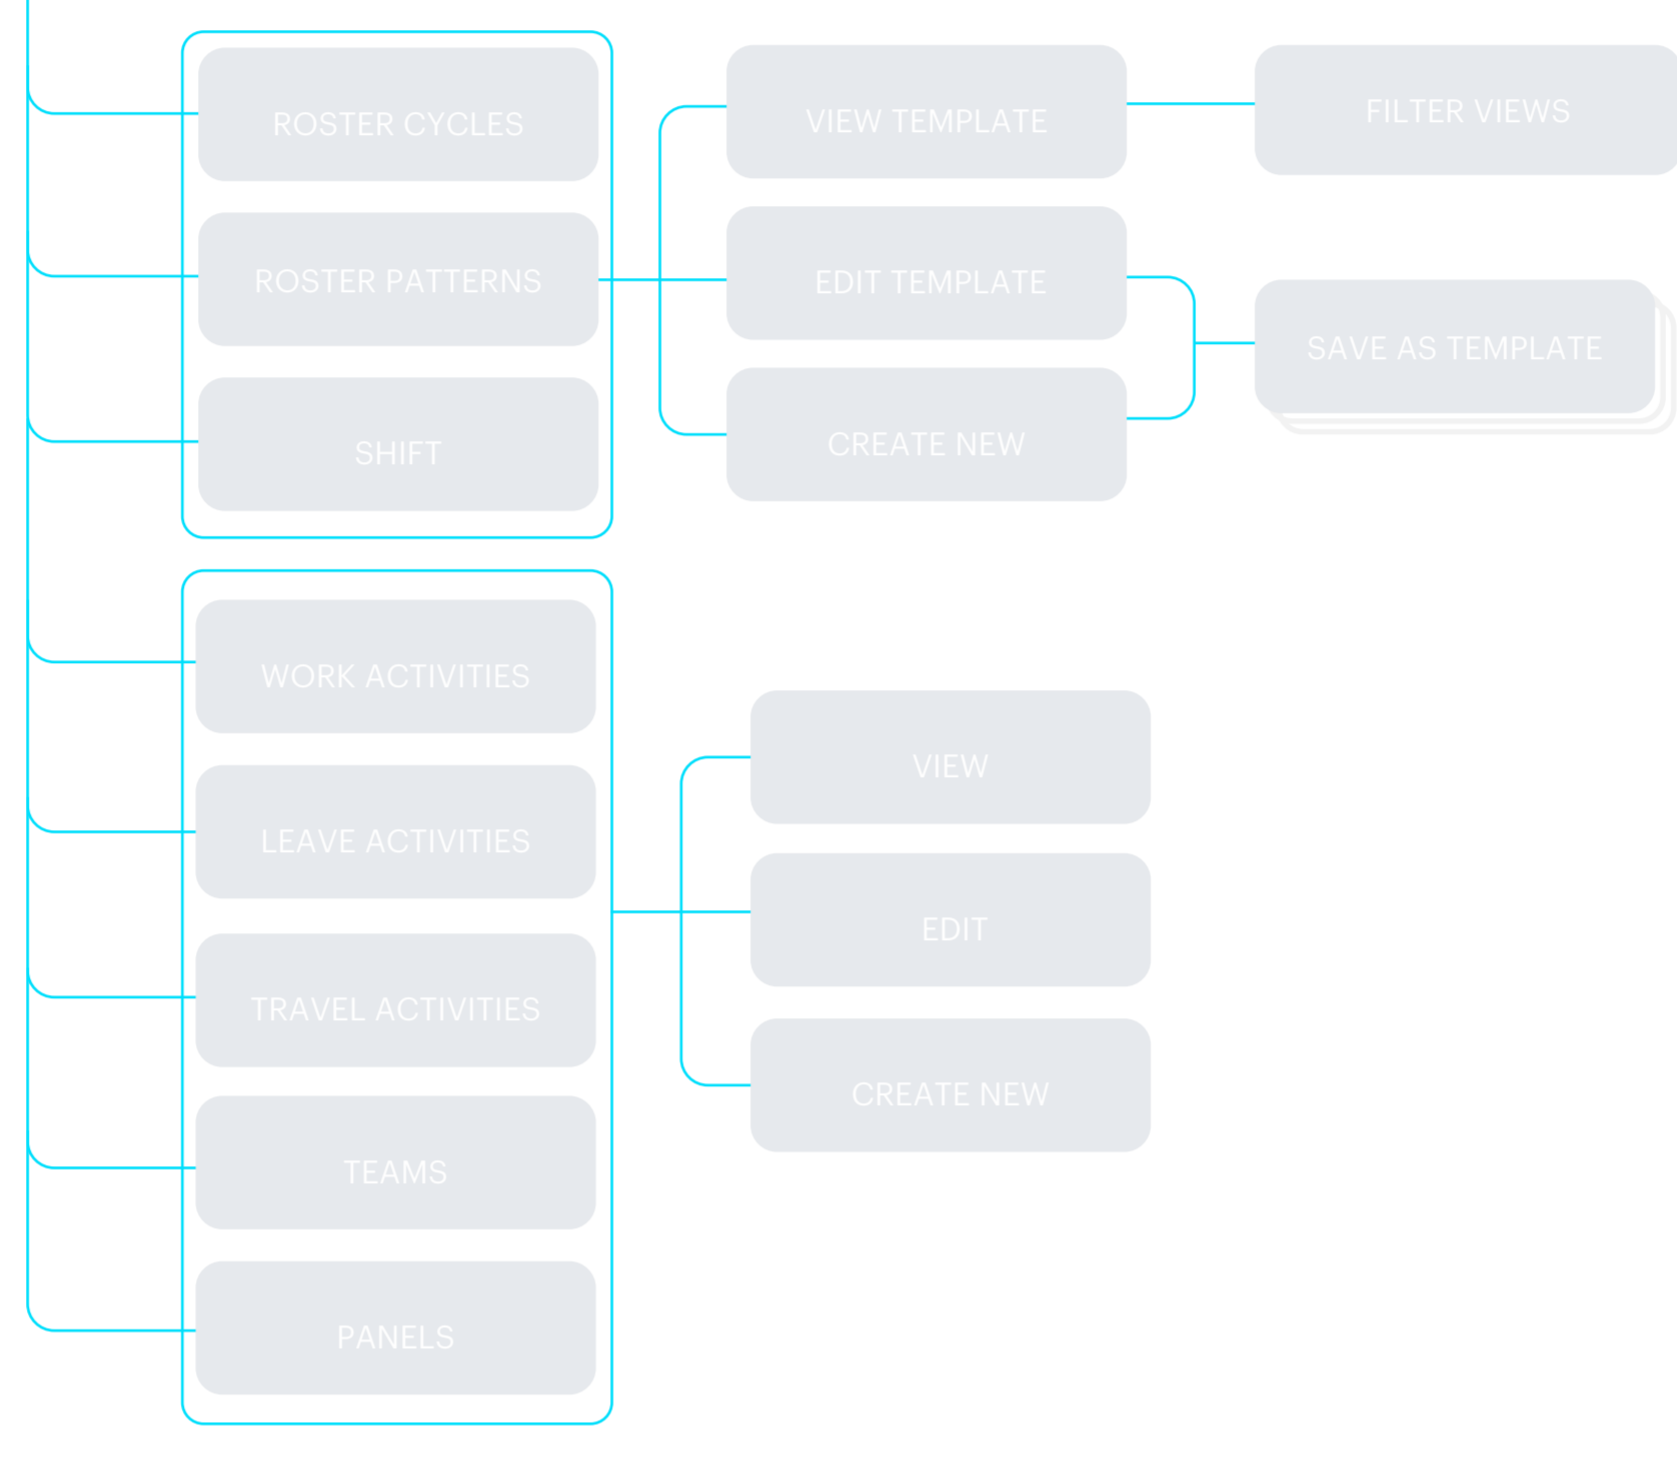 ROSTER CYCLES
ROSTER PATTERNS
SHIFT
VIEW TEMPLATE
EDIT TEMPLATE
CREATE NEW
FILTER VIEWS
SAVE AS TEMPLATE
WORK ACTIVITIES
LEAVE ACTIVITIES
TRAVEL ACTIVITIES
TEAMS
PANELS
VIEW
EDIT
CREATE NEW